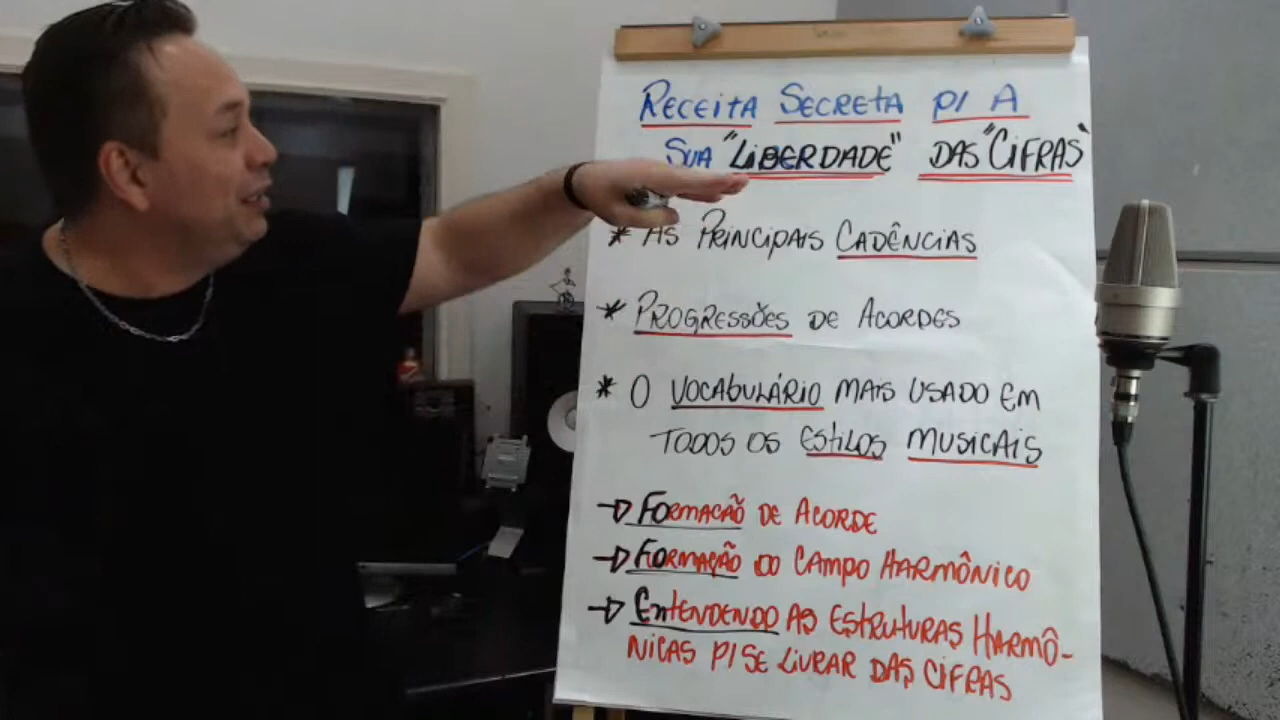 RECEITA SECRETA P/ A
SUA "LIBERDADE" DAS "CIFRAS"
* AS PRINCIPAIS CADÊNCIAS
* PROGRESSÕES DE ACORDES
* O VOCABULÁRIO MAIS USADO EM
TODOS OS ESTILOS MUSICAIS
→ FORMACÃO DE ACORDE
→ FORMAÇÃO DO CAMPO HARMÔNICO
→ ENTENDENDO AS ESTRUTURAS HARMÔ-
NICAS P/ SE LIVRAR DAS CIFRAS